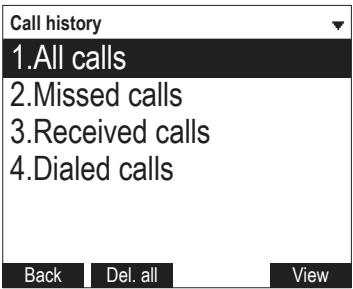 Call history
1.All calls
2.Missed calls
3.Received calls
4.Dialed calls
Back Del. all View